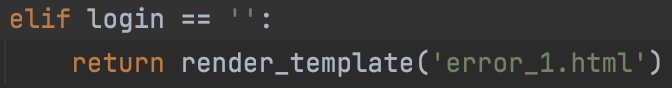 elif login == '':
    return render_template('error_1.html')